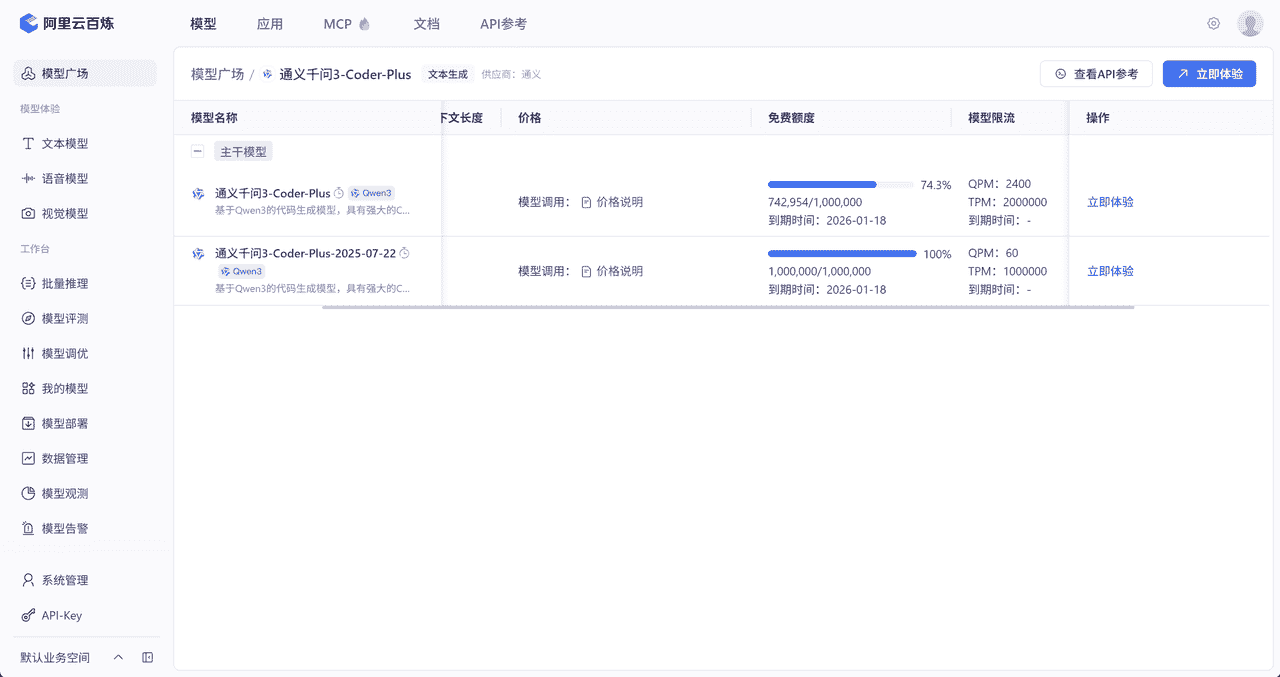 阿里云百炼
模型 应用 MCP 文档 API参考
模型广场
模型体验
文本模型
语音模型
视觉模型
工作台
批量推理
模型评测
模型调优
我的模型
模型部署
数据管理
模型观测
模型告警
系统管理
API-Key
默认业务空间
模型广场 / 通义千问3-Coder-Plus 文本生成 供应商：通义
查看API参考 立即体验
模型名称 下文长度 价格 免费额度 模型限流 操作
主干模型
通义千问3-Coder-Plus Qwen3
基于Qwen3的代码生成模型，具有强大的C...
模型调用： 价格说明
74.3%
742,954/1,000,000
到期时间：2026-01-18
QPM：2400
TPM：2000000
到期时间：-
立即体验
通义千问3-Coder-Plus-2025-07-22
Qwen3
基于Qwen3的代码生成模型，具有强大的C...
模型调用： 价格说明
100%
1,000,000/1,000,000
到期时间：2026-01-18
QPM：60
TPM：1000000
到期时间：-
立即体验